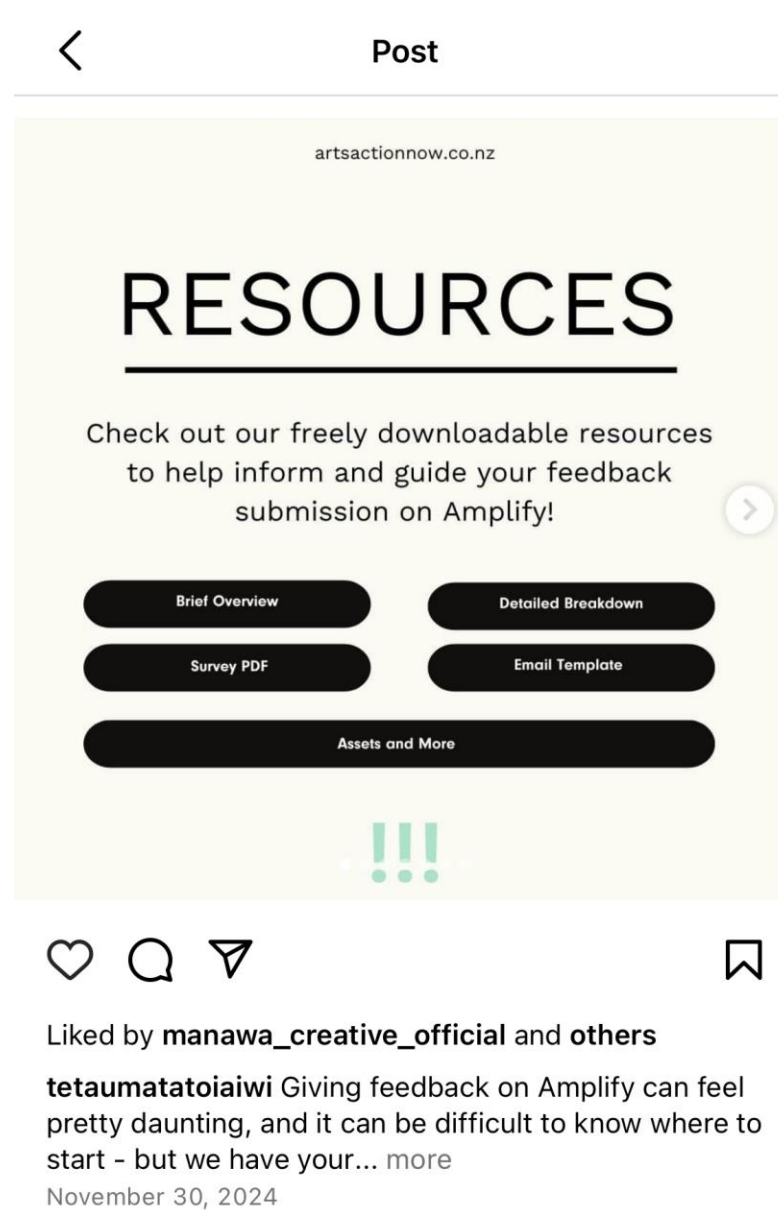 Post
artsactionnow.co.nz
RESOURCES
Check out our freely downloadable resources
to help inform and guide your feedback
submission on Amplify!
Brief Overview
Detailed Breakdown
Survey PDF
Email Template
Assets and More
!!!
Liked by manawa_creative_official and others
tetaumatatoiaiwi Giving feedback on Amplify can feel
pretty daunting, and it can be difficult to know where to
start - but we have your... more
November 30, 2024